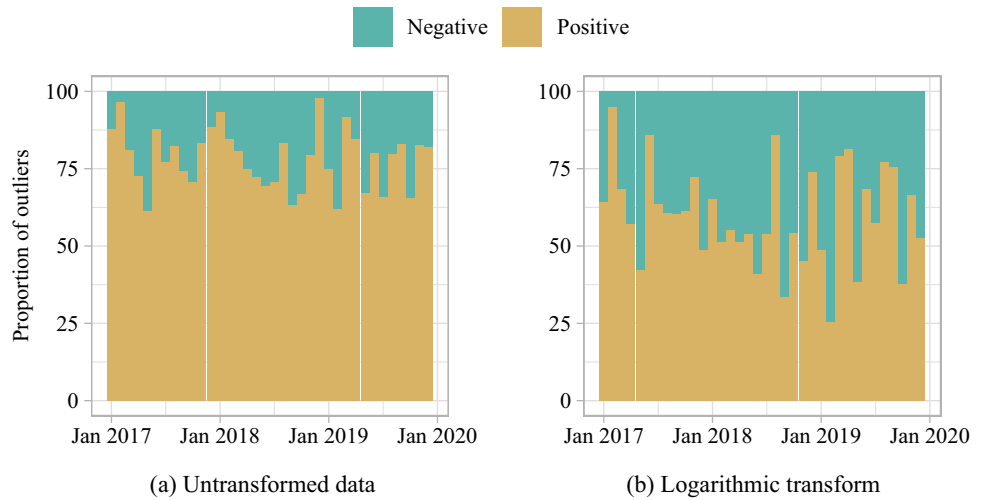 Negative Positive
Proportion of outliers
100
75
50
25
0
Jan 2017 Jan 2018 Jan 2019 Jan 2020
(a) Untransformed data
100
75
50
25
0
Jan 2017 Jan 2018 Jan 2019 Jan 2020
(b) Logarithmic transform